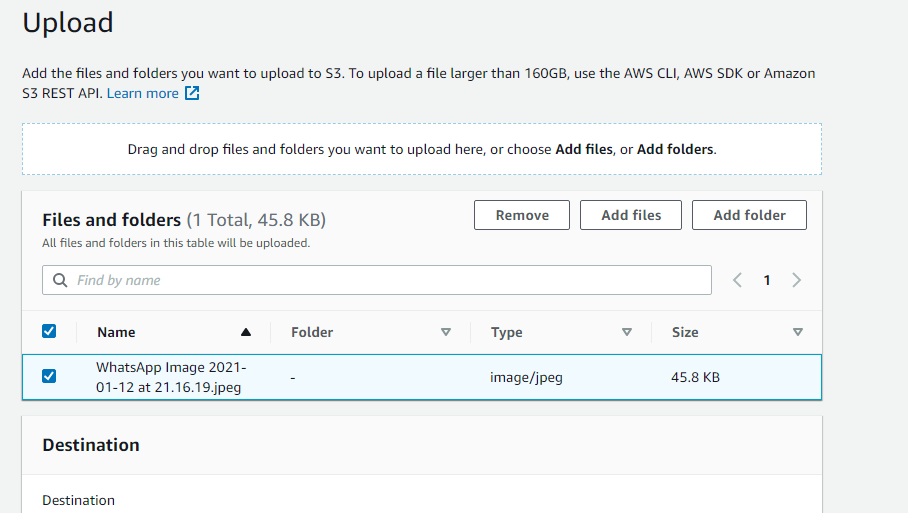 Upload
Add the files and folders you want to upload to S3. To upload a file larger than 160GB, use the AWS CLI, AWS SDK or Amazon
S3 REST API. Learn more
Drag and drop files and folders you want to upload here, or choose Add files, or Add folders.
Files and folders (1 Total, 45.8 KB)
Remove
Add files
Add folder
All files and folders in this table will be uploaded.
Find by name
1
Name Folder Type Size
WhatsApp Image 2021-
01-12 at 21.16.19.jpeg - image/jpeg 45.8 KB
Destination
Destination